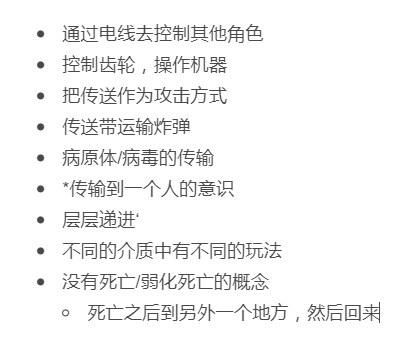 • 通过电线去控制其他角色
• 控制齿轮，操作机器
• 把传送作为攻击方式
• 传送带运输炸弹
• 病原体/病毒的传输
• *传输到一个人的意识
• 层层递进‘
• 不同的介质中有不同的玩法
• 没有死亡/弱化死亡的概念
○ 死亡之后到另外一个地方，然后回来